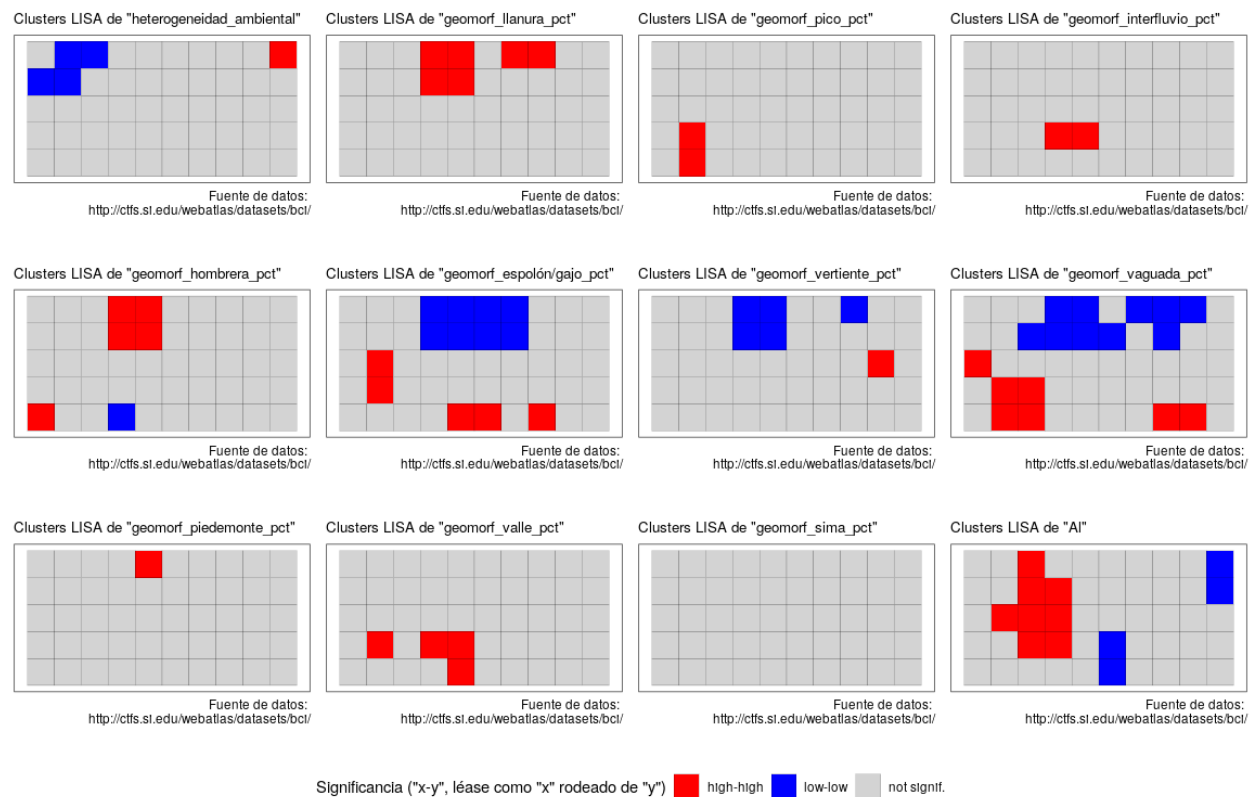 Clusters LISA de "heterogeneidad_ambiental"
Clusters LISA de "geomorf_llanura_pct"
Clusters LISA de "geomorf_pico_pct"
Clusters LISA de "geomorf_interfluvio_pct"
Fuente de datos:
http://ctfs.si.edu/webatlas/datasets/bci/
Fuente de datos:
http://ctfs.si.edu/webatlas/datasets/bci/
Fuente de datos:
http://ctfs.si.edu/webatlas/datasets/bci/
Fuente de datos:
http://ctfs.si.edu/webatlas/datasets/bci/
Clusters LISA de "geomorf_hombrera_pct"
Clusters LISA de "geomorf_espolón/gajo_pct"
Clusters LISA de "geomorf_vertiente_pct"
Clusters LISA de "geomorf_vaguada_pct"
Fuente de datos:
http://ctfs.si.edu/webatlas/datasets/bci/
Fuente de datos:
http://ctfs.si.edu/webatlas/datasets/bci/
Fuente de datos:
http://ctfs.si.edu/webatlas/datasets/bci/
Fuente de datos:
http://ctfs.si.edu/webatlas/datasets/bci/
Clusters LISA de "geomorf_piedemonte_pct"
Clusters LISA de "geomorf_valle_pct"
Clusters LISA de "geomorf_sima_pct"
Clusters LISA de "Al"
Fuente de datos:
http://ctfs.si.edu/webatlas/datasets/bci/
Fuente de datos:
http://ctfs.si.edu/webatlas/datasets/bci/
Fuente de datos:
http://ctfs.si.edu/webatlas/datasets/bci/
Fuente de datos:
http://ctfs.si.edu/webatlas/datasets/bci/
Significancia ("x-y", léase como "x" rodeado de "y") high-high low-low not signif.